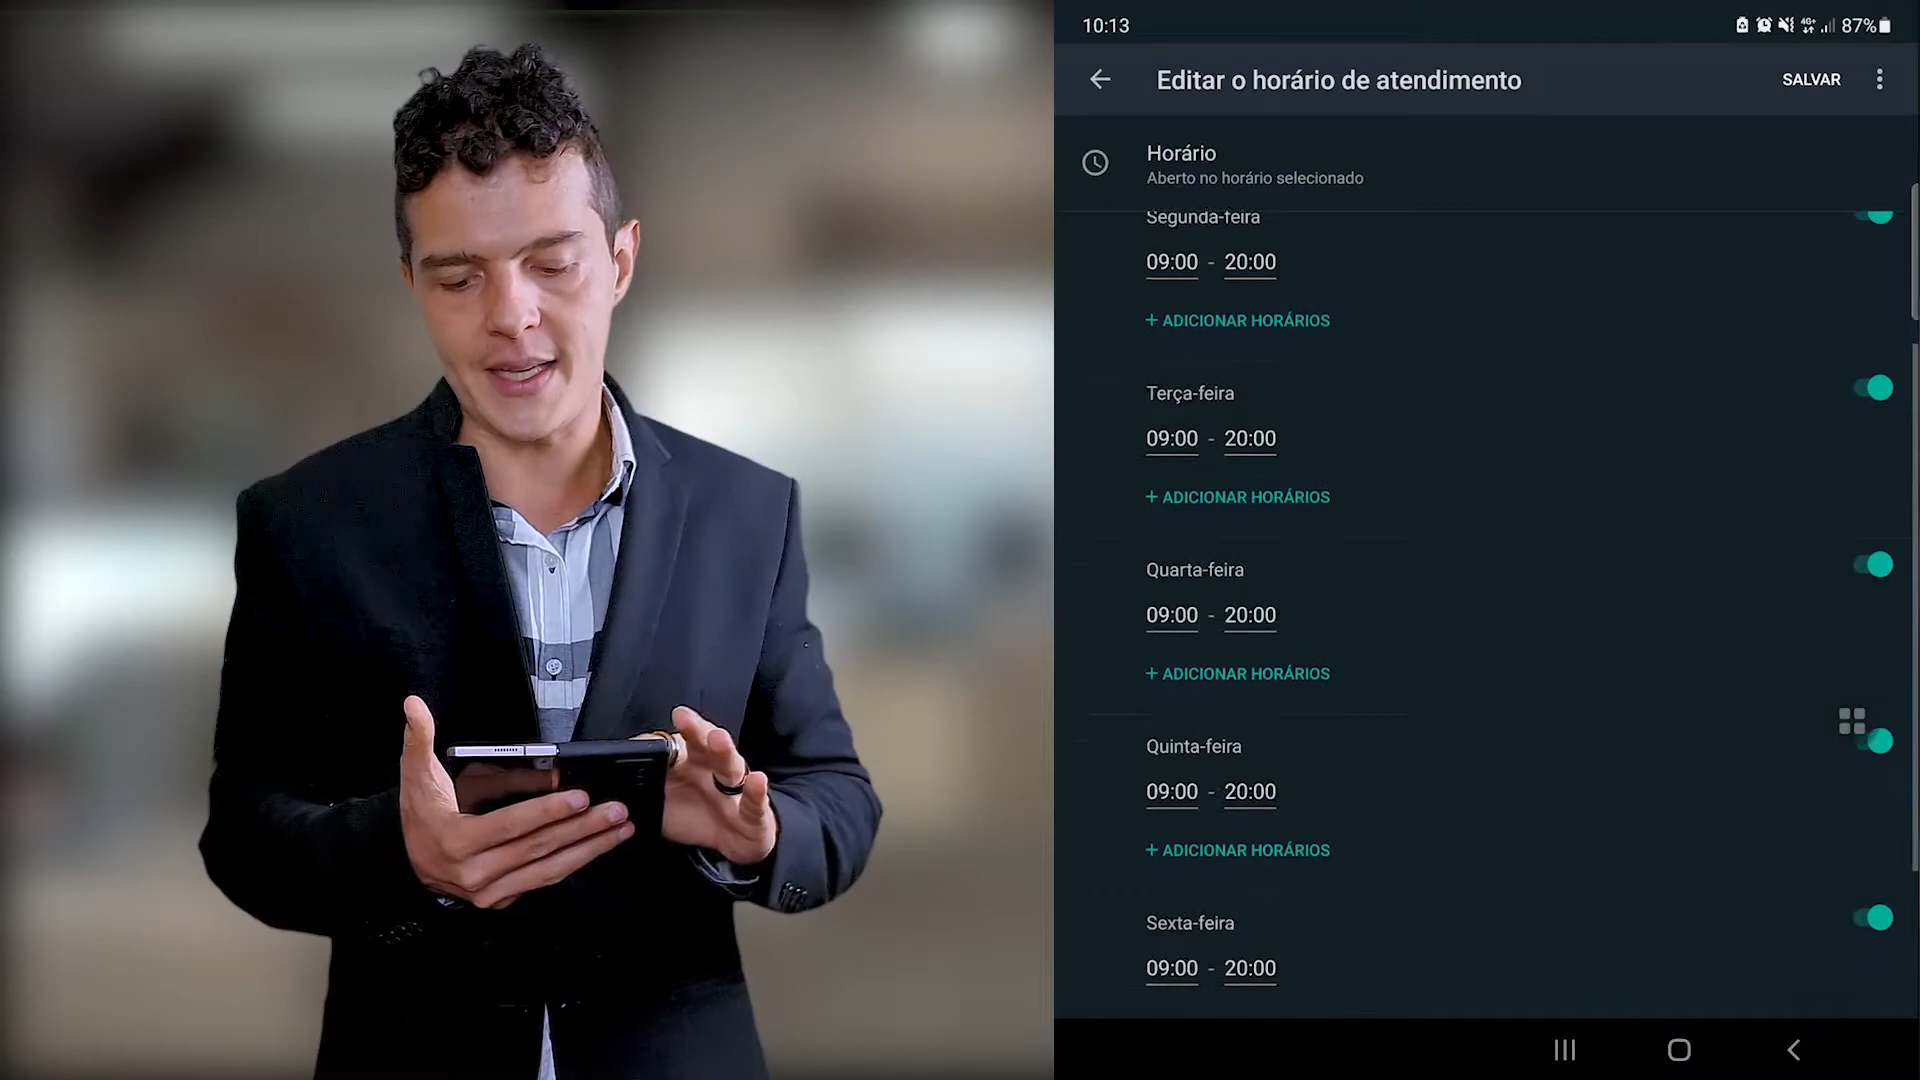 10:13
4G+ 87%
Editar o horário de atendimento
SALVAR
Horário
Aberto no horário selecionado
Segunda-feira
09:00 - 20:00
+ ADICIONAR HORÁRIOS
Terça-feira
09:00 - 20:00
+ ADICIONAR HORÁRIOS
Quarta-feira
09:00 - 20:00
+ ADICIONAR HORÁRIOS
Quinta-feira
09:00 - 20:00
+ ADICIONAR HORÁRIOS
Sexta-feira
09:00 - 20:00